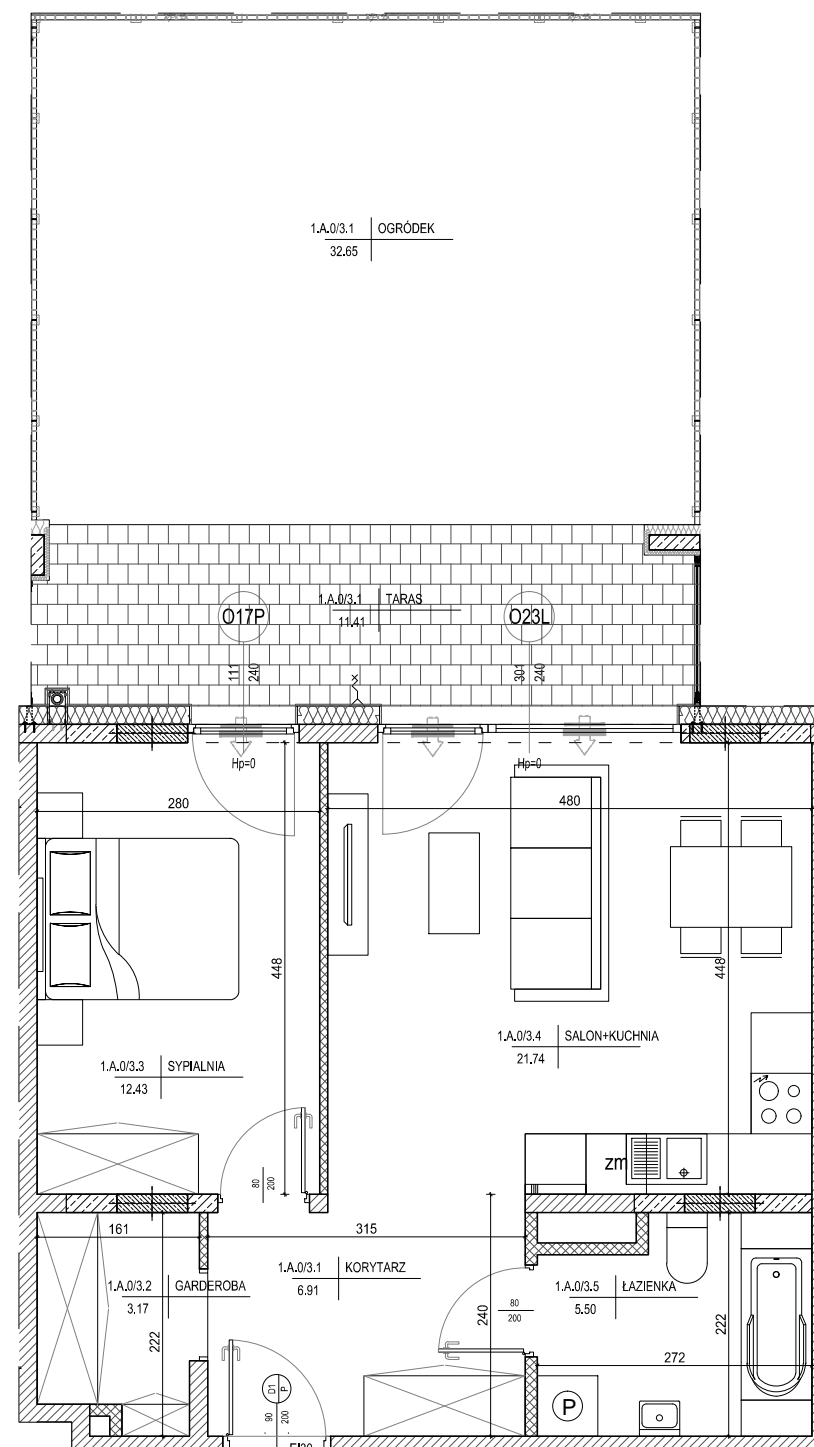 1.A.0/3.1 OGRÓDEK
32.65
1.A.0/3.1 TARAS
11.41
O17P
O23L
111
240
301
240
Hp=0
Hp=0
280
480
448
448
1.A.0/3.4 SALON+KUCHNIA
21.74
1.A.0/3.3 SYPIALNIA
12.43
zm
80
200
161
315
1.A.0/3.1 KORYTARZ
6.91
1.A.0/3.2 GARDEROBA
3.17
1.A.0/3.5 ŁAZIENKA
5.50
80
200
222
240
222
272
D1
P
90
200
P
EI30